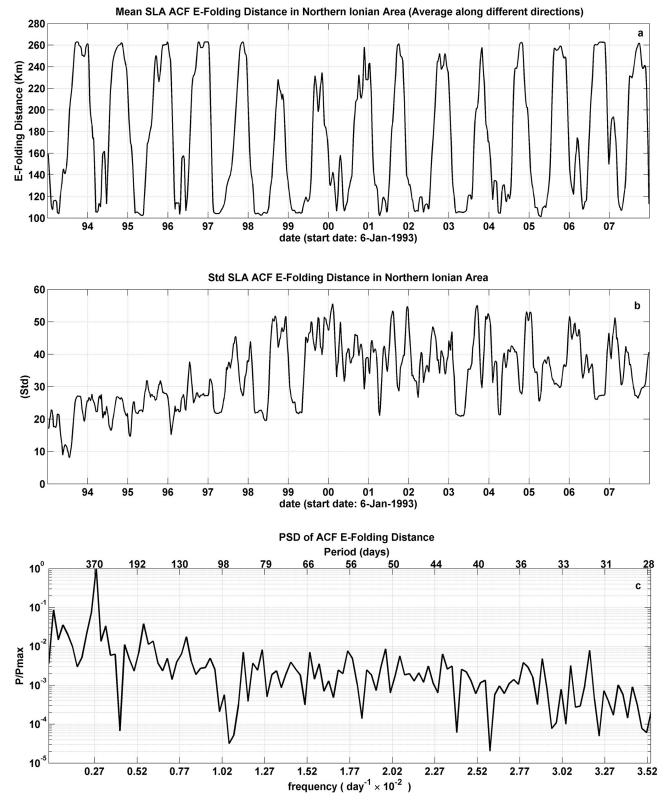 Mean SLA ACF E-Folding Distance in Northern Ionian Area (Average along different directions)
a
E-Folding Distance (Km)
280
260
240
220
200
180
160
140
120
100
94 95 96 97 98 99 00 01 02 03 04 05 06 07
date (start date: 6-Jan-1993)
Std SLA ACF E-Folding Distance in Northern Ionian Area
b
(Std)
60
50
40
30
20
10
0
94 95 96 97 98 99 00 01 02 03 04 05 06 07
date (start date: 6-Jan-1993)
PSD of ACF E-Folding Distance
Period (days)
370 192 130 98 79 66 56 50 44 40 36 33 31 28
c
P/Pmax
10^0
10^-1
10^-2
10^-3
10^-4
10^-5
0.27 0.52 0.77 1.02 1.27 1.52 1.77 2.02 2.27 2.52 2.77 3.02 3.27 3.52
frequency ( day^-1 × 10^-2 )